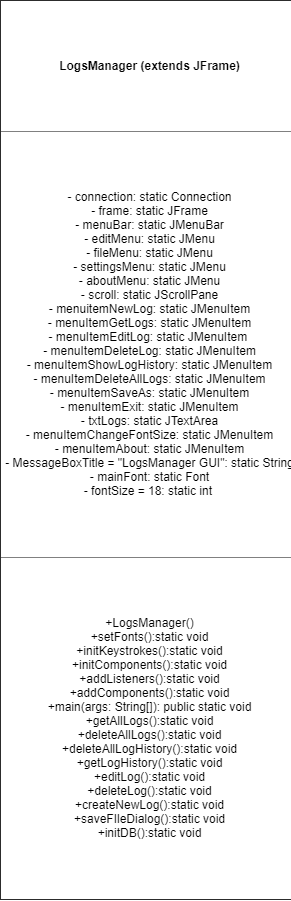 LogsManager (extends JFrame)
- connection: static Connection
- frame: static JFrame
- menuBar: static JMenuBar
- editMenu: static JMenu
- fileMenu: static JMenu
- settingsMenu: static JMenu
- aboutMenu: static JMenu
- scroll: static JScrollPane
- menuitemNewLog: static JMenuItem
- menuItemGetLogs: static JMenuItem
- menuItemEditLog: static JMenuItem
- menuItemDeleteLog: static JMenuItem
- menuItemShowLogHistory: static JMenuItem
- menuItemDeleteAllLogs: static JMenuItem
- menuItemSaveAs: static JMenuItem
- menuItemExit: static JMenuItem
- txtLogs: static JTextArea
- menuItemChangeFontSize: static JMenuItem
- menuItemAbout: static JMenuItem
- MessageBoxTitle = "LogsManager GUI": static String
- mainFont: static Font
- fontSize = 18: static int
+LogsManager()
+setFonts():static void
+initKeystrokes():static void
+initComponents():static void
+addListeners():static void
+addComponents():static void
+main(args: String[]): public static void
+getAllLogs():static void
+deleteAllLogs():static void
+deleteAllLogHistory():static void
+getLogHistory():static void
+editLog():static void
+deleteLog():static void
+createNewLog():static void
+saveFIleDialog():static void
+initDB():static void